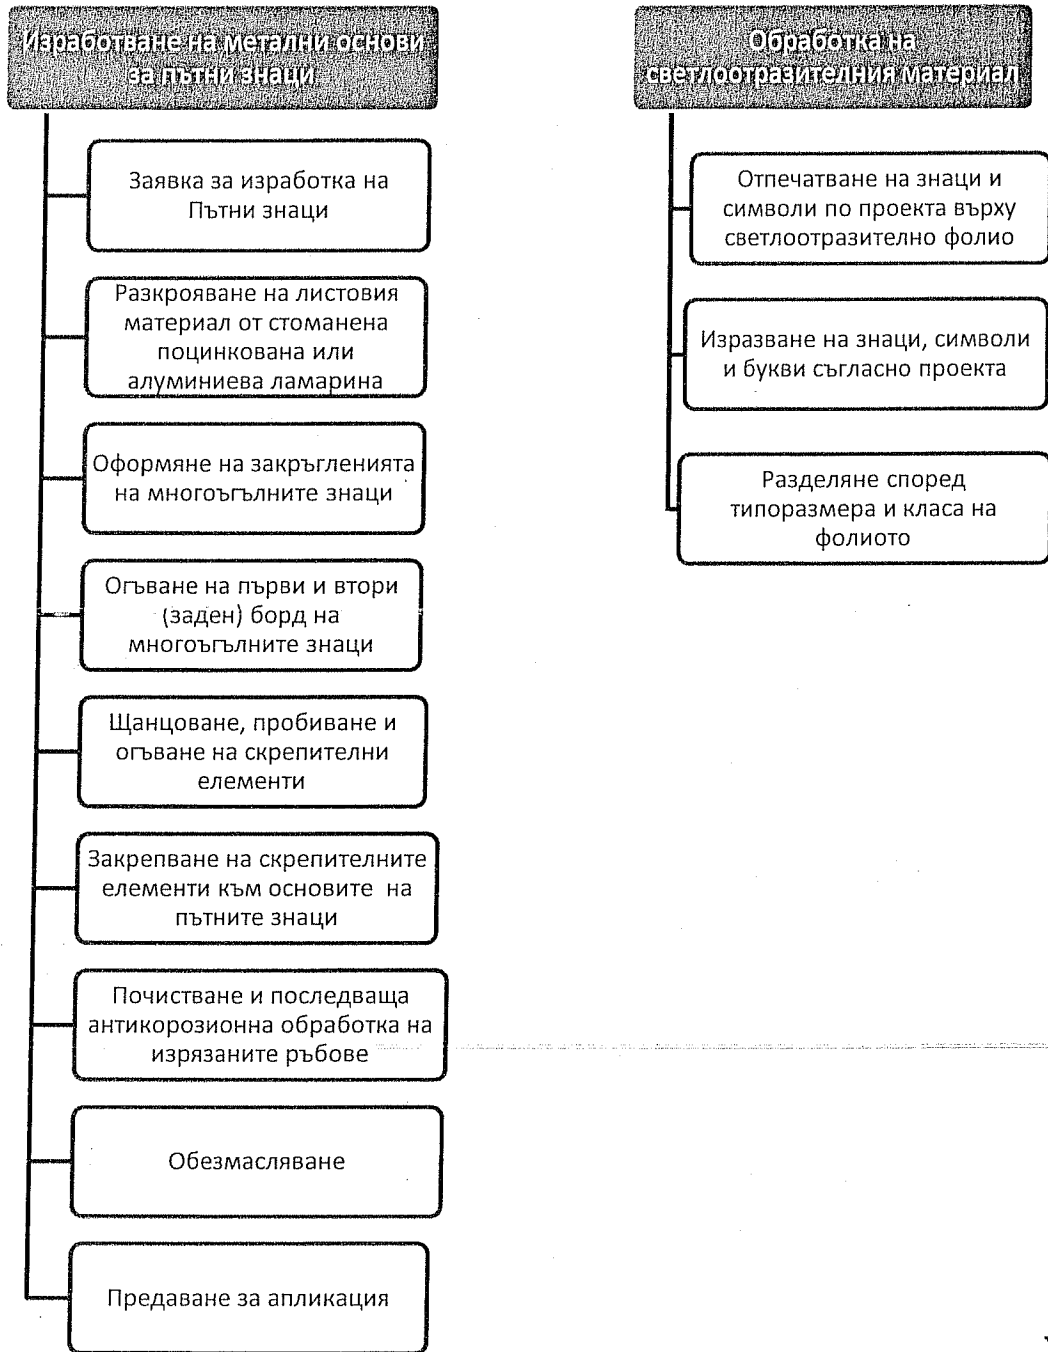 Изработване на метални основи
за пътни знаци
Заявка за изработка на
Пътни знаци
Разкрояване на листовия
материал от стоманена
поцинкована или
алуминиева ламарина
Оформяне на закръгленията
на многоъгълните знаци
Огъване на първи и втори
(заден) борд на
многоъгълните знаци
Щанцоване, пробиване и
огъване на скрепителни
елементи
Закрепване на скрепителните
елементи към основите на
пътните знаци
Почистване и последваща
антикорозионна обработка на
изрязаните ръбове
Обезмасляване
Предаване за апликация
Обработка на
светлоотразителния материал
Отпечатване на знаци и
символи по проекта върху
светлоотразително фолио
Изразване на знаци, символи
и букви съгласно проекта
Разделяне според
типоразмера и класа на
фолиото